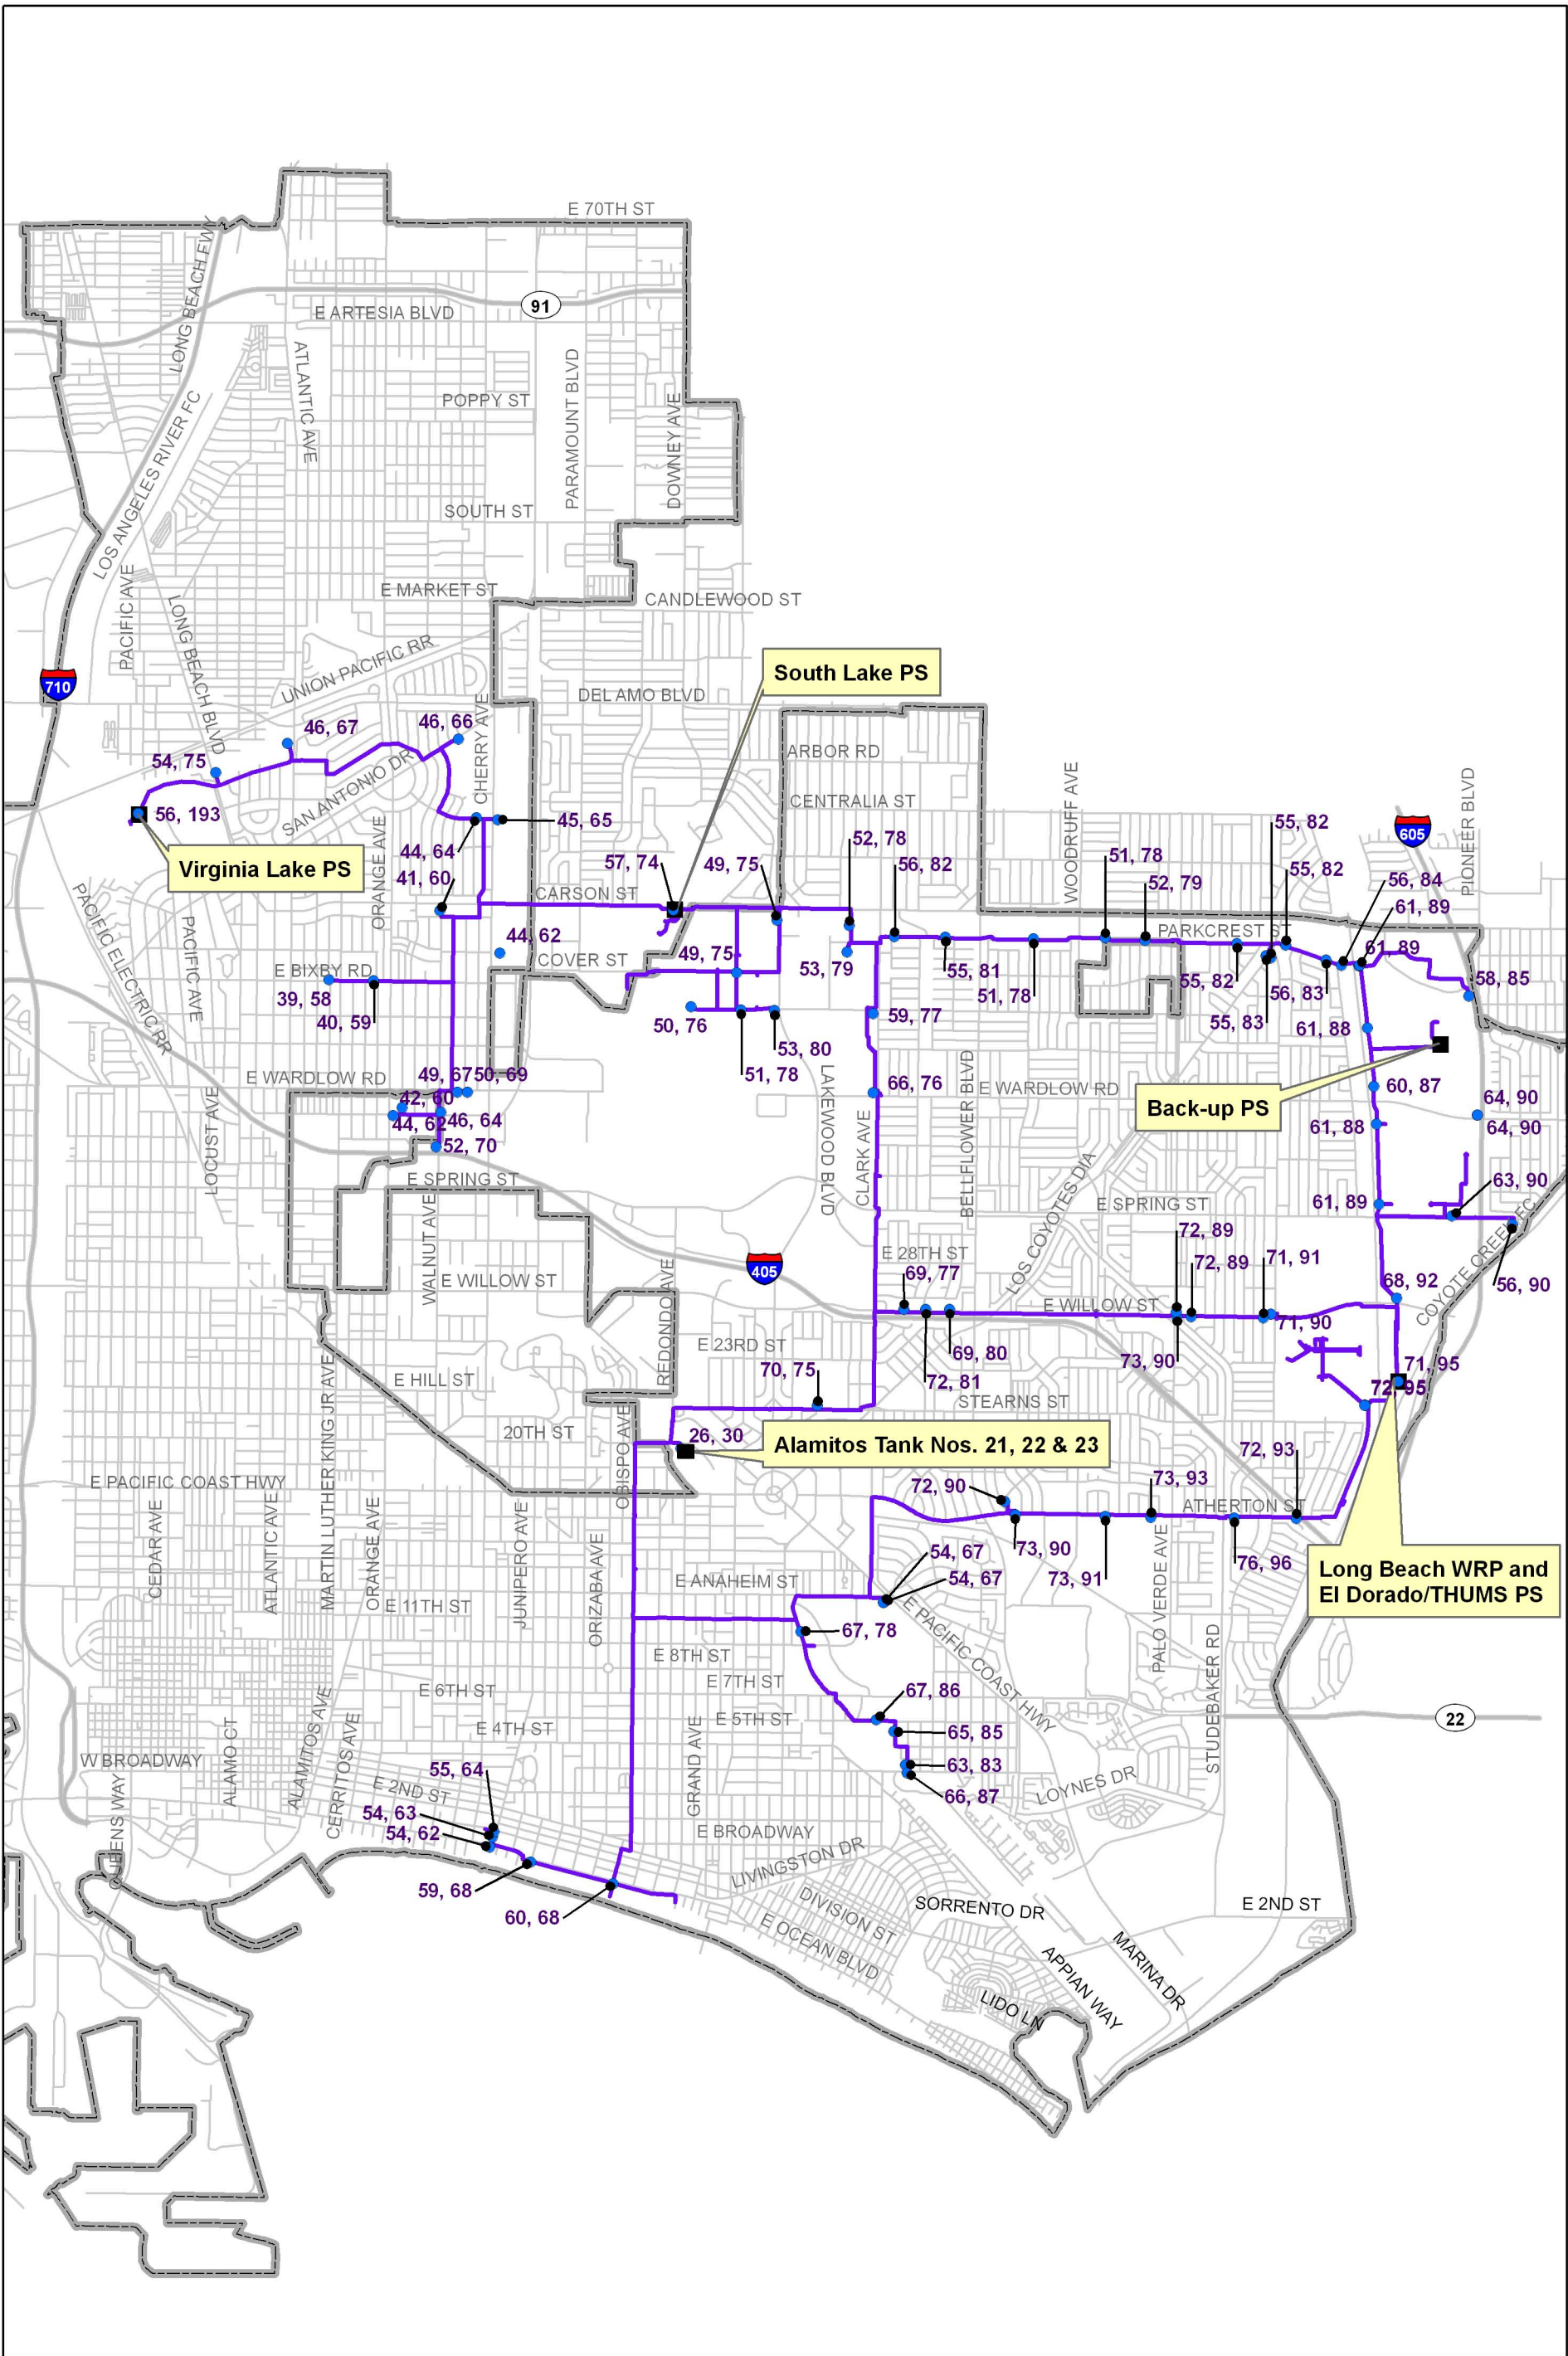 E 70TH ST
LONG BEACH FWY
91
E ARTESIA BLVD
ATLANTIC AVE
PARAMOUNT BLVD
DOWNEY AVE
POPPY ST
LOS ANGELES RIVER FC
SOUTH ST
PACIFIC AVE
LONG BEACH BLVD
E MARKET ST
CANDLEWOOD ST
UNION PACIFIC RR
South Lake PS
710
DEL AMO BLVD
CHERRY AVE
46, 67
46, 66
ARBOR RD
54, 75
SAN ANTONIO DR
WOODRUFF AVE
PIONEER BLVD
CENTRALIA ST
56, 193
45, 65
55, 82
605
ORANGE AVE
44, 64
52, 78
Virginia Lake PS
41, 60
57, 74
49, 75
56, 82
51, 78
55, 82
52, 79
56, 84
CARSON ST
61, 89
PACIFIC ELECTRIC RR
PACIFIC AVE
44, 62
PARKCREST ST
COVER ST
49, 75
53, 79
61, 89
E BIXBY RD
55, 81
55, 82
58, 85
39, 58
51, 78
56, 83
40, 59
50, 76
59, 77
55, 83
61, 88
53, 80
51, 78
E WARDLOW RD
49, 67
50, 69
LAKEWOOD BLVD
66, 76
BELLFLOWER BLVD
E WARDLOW RD
60, 87
LOCUST AVE
42, 60
Back-up PS
64, 90
44, 62
46, 64
61, 88
64, 90
52, 70
CLARK AVE
LOS COYOTES DIA
E SPRING ST
63, 90
WALNUT AVE
E SPRING ST
61, 89
COYOTE CREEK FC
72, 89
E 28TH ST
72, 89
71, 91
405
REDONDO AVE
E WILLOW ST
69, 77
68, 92
56, 90
E WILLOW ST
71, 90
E 23RD ST
69, 80
73, 90
MARTIN LUTHER KING JR AVE
E HILL ST
70, 75
72, 81
71, 95
72, 95
STEARNS ST
20TH ST
OBISPO AVE
26, 30
Alamitos Tank Nos. 21, 22 & 23
72, 93
E PACIFIC COAST HWY
72, 90
73, 93
ATHERTON ST
CEDAR AVE
ATLANTIC AVE
ORANGE AVE
JUNIPERO AVE
ORIZABA AVE
73, 90
76, 96
54, 67
Long Beach WRP and
El Dorado/THUMS PS
E ANAHEIM ST
54, 67
73, 91
PALO VERDE AVE
E 11TH ST
E PACIFIC COAST HWY
67, 78
STUDEBAKER RD
E 8TH ST
E 7TH ST
E 6TH ST
67, 86
ALAMITOS AVE
E 5TH ST
22
E 4TH ST
65, 85
W BROADWAY
CERRITOS AVE
ALAMO CT
GRAND AVE
63, 83
55, 64
66, 87
LOYNES DR
E 2ND ST
54, 63
QUEENS WAY
E BROADWAY
54, 62
LIVINGSTON DR
59, 68
DIVISION ST
SORRENTO DR
E 2ND ST
60, 68
E OCEAN BLVD
MARINA DR
APPIAN WAY
LIDO LN